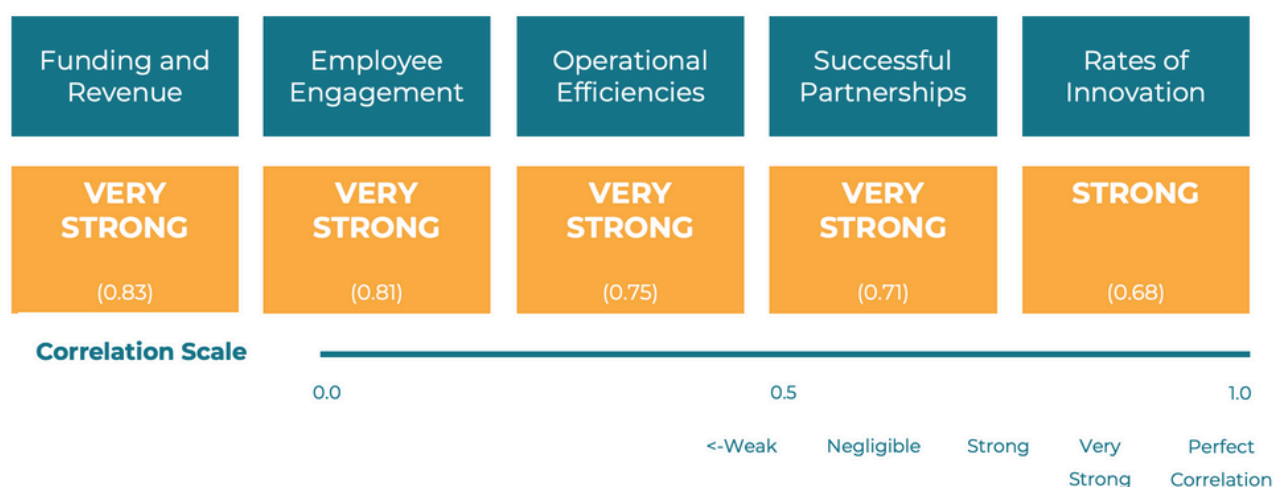 Funding and
Revenue
Employee
Engagement
Operational
Efficiencies
Successful
Partnerships
Rates of
Innovation
VERY
STRONG
(0.83)
VERY
STRONG
(0.81)
VERY
STRONG
(0.75)
VERY
STRONG
(0.71)
STRONG
(0.68)
Correlation Scale
0.0
0.5
1.0
<-Weak
Negligible
Strong
Very
Strong
Perfect
Correlation